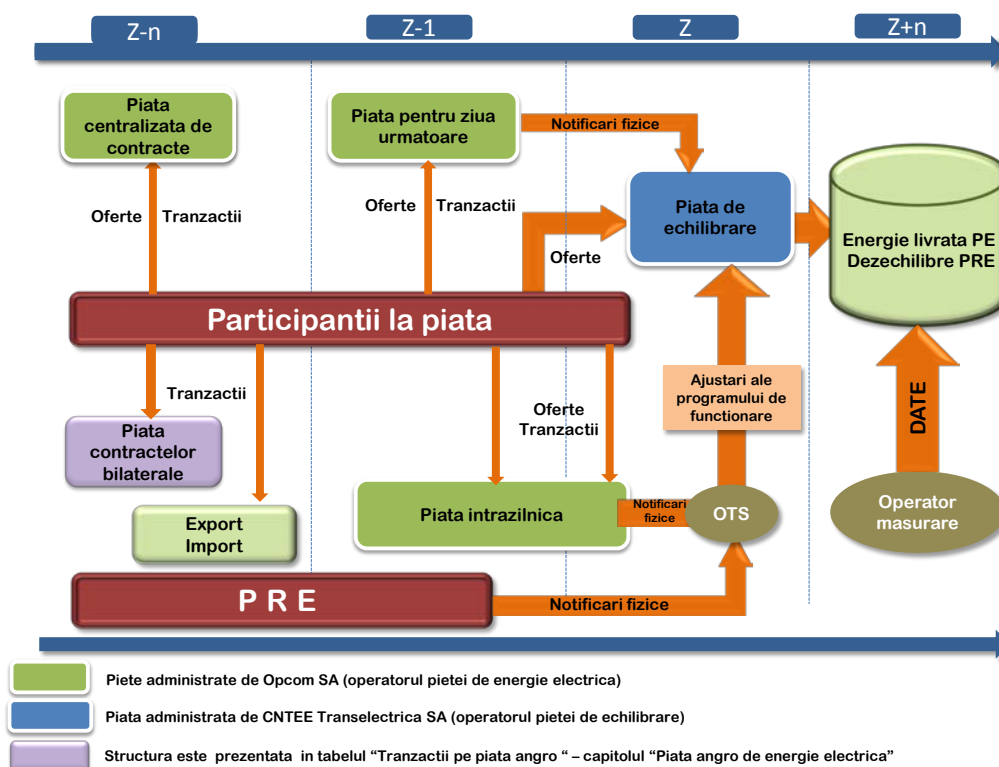 Z-n
Z-1
Z
Z+n
Piata
centralizata de
contracte
Piata pentru ziua
urmatoare
Notificari fizice
Piata de
echilibrare
Energie livrata PE
Dezechilibre PRE
Oferte
Tranzactii
Oferte
Tranzactii
Oferte
Participantii la piata
Tranzactii
Oferte
Tranzactii
Ajustari ale
programului de
functionare
DATE
Piata
contractelor
bilaterale
Export
Import
Piata intrazilnica
Notificari
fizice
OTS
Operator
masurare
P R E
Notificari fizice
Piete administrate de Opcom SA (operatorul pietei de energie electrica)
Piata administrata de CNTEE Transelectrica SA (operatorul pietei de echilibrare)
Structura este prezentata in tabelul “Tranzactii pe piata angro “ – capitolul “Piata angro de energie electrica”